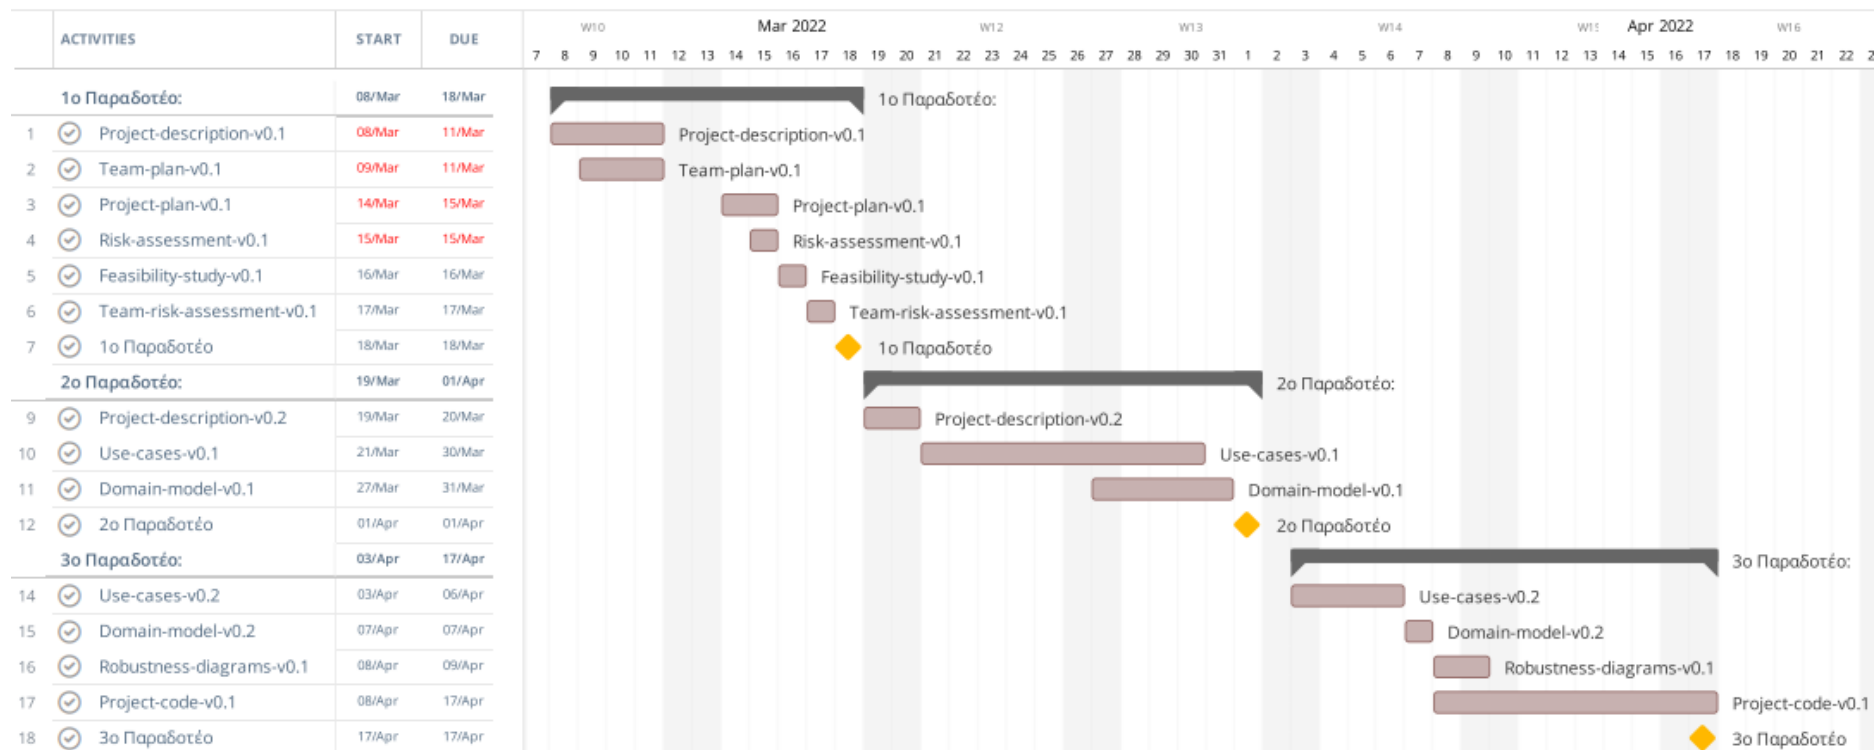 W10 Mar 2022 W12 W13 W14 W15 Apr 2022 W16
ACTIVITIES START DUE
7 8 9 10 11 12 13 14 15 16 17 18 19 20 21 22 23 24 25 26 27 28 29 30 31 1 2 3 4 5 6 7 8 9 10 11 12 13 14 15 16 17 18 19 20 21 22 2
1ο Παραδοτέο: 08/Mar 18/Mar 1ο Παραδοτέο:
1 Project-description-v0.1 08/Mar 11/Mar Project-description-v0.1
2 Team-plan-v0.1 09/Mar 11/Mar Team-plan-v0.1
3 Project-plan-v0.1 14/Mar 15/Mar Project-plan-v0.1
4 Risk-assessment-v0.1 15/Mar 15/Mar Risk-assessment-v0.1
5 Feasibility-study-v0.1 16/Mar 16/Mar Feasibility-study-v0.1
6 Team-risk-assessment-v0.1 17/Mar 17/Mar Team-risk-assessment-v0.1
7 1ο Παραδοτέο 18/Mar 18/Mar 1ο Παραδοτέο
2ο Παραδοτέο: 19/Mar 01/Apr 2ο Παραδοτέο:
9 Project-description-v0.2 19/Mar 20/Mar Project-description-v0.2
10 Use-cases-v0.1 21/Mar 30/Mar Use-cases-v0.1
11 Domain-model-v0.1 27/Mar 31/Mar Domain-model-v0.1
12 2ο Παραδοτέο 01/Apr 01/Apr 2ο Παραδοτέο
3ο Παραδοτέο: 03/Apr 17/Apr 3ο Παραδοτέο:
14 Use-cases-v0.2 03/Apr 06/Apr Use-cases-v0.2
15 Domain-model-v0.2 07/Apr 07/Apr Domain-model-v0.2
16 Robustness-diagrams-v0.1 08/Apr 09/Apr Robustness-diagrams-v0.1
17 Project-code-v0.1 08/Apr 17/Apr Project-code-v0.1
18 3ο Παραδοτέο 17/Apr 17/Apr 3ο Παραδοτέο